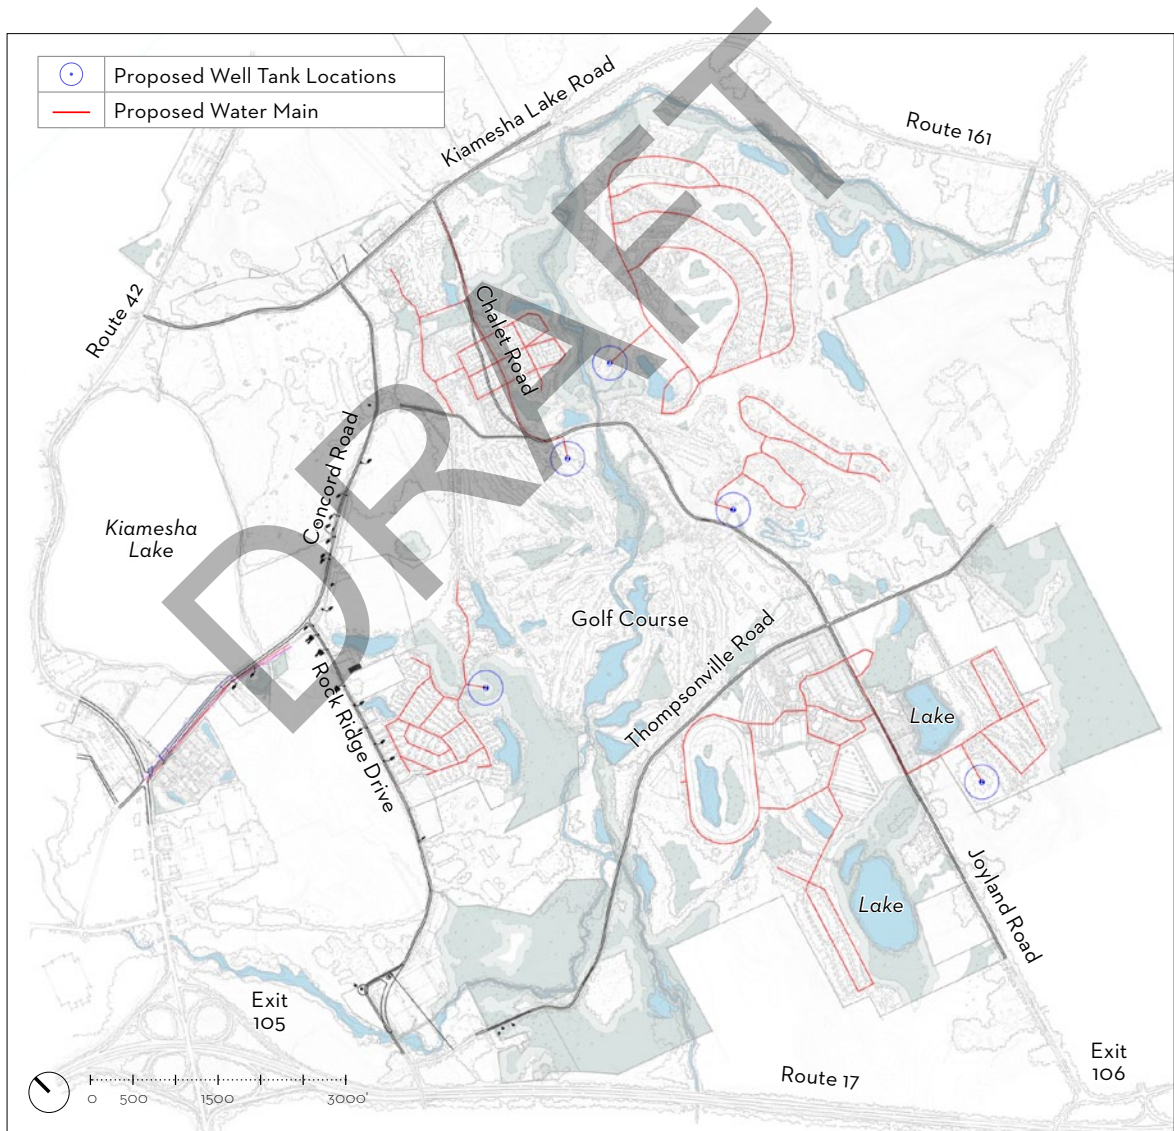 Proposed Well Tank Locations
Proposed Water Main
Kiamesha Lake Road
Route 161
Route 42
Chalet Road
Concord Road
Kiamesha
Lake
Golf Course
Thompsonville Road
Rock Ridge Drive
Lake
Lake
Joyland Road
Exit
105
Exit
106
Route 17
0 500 1500 3000'
DRAFT